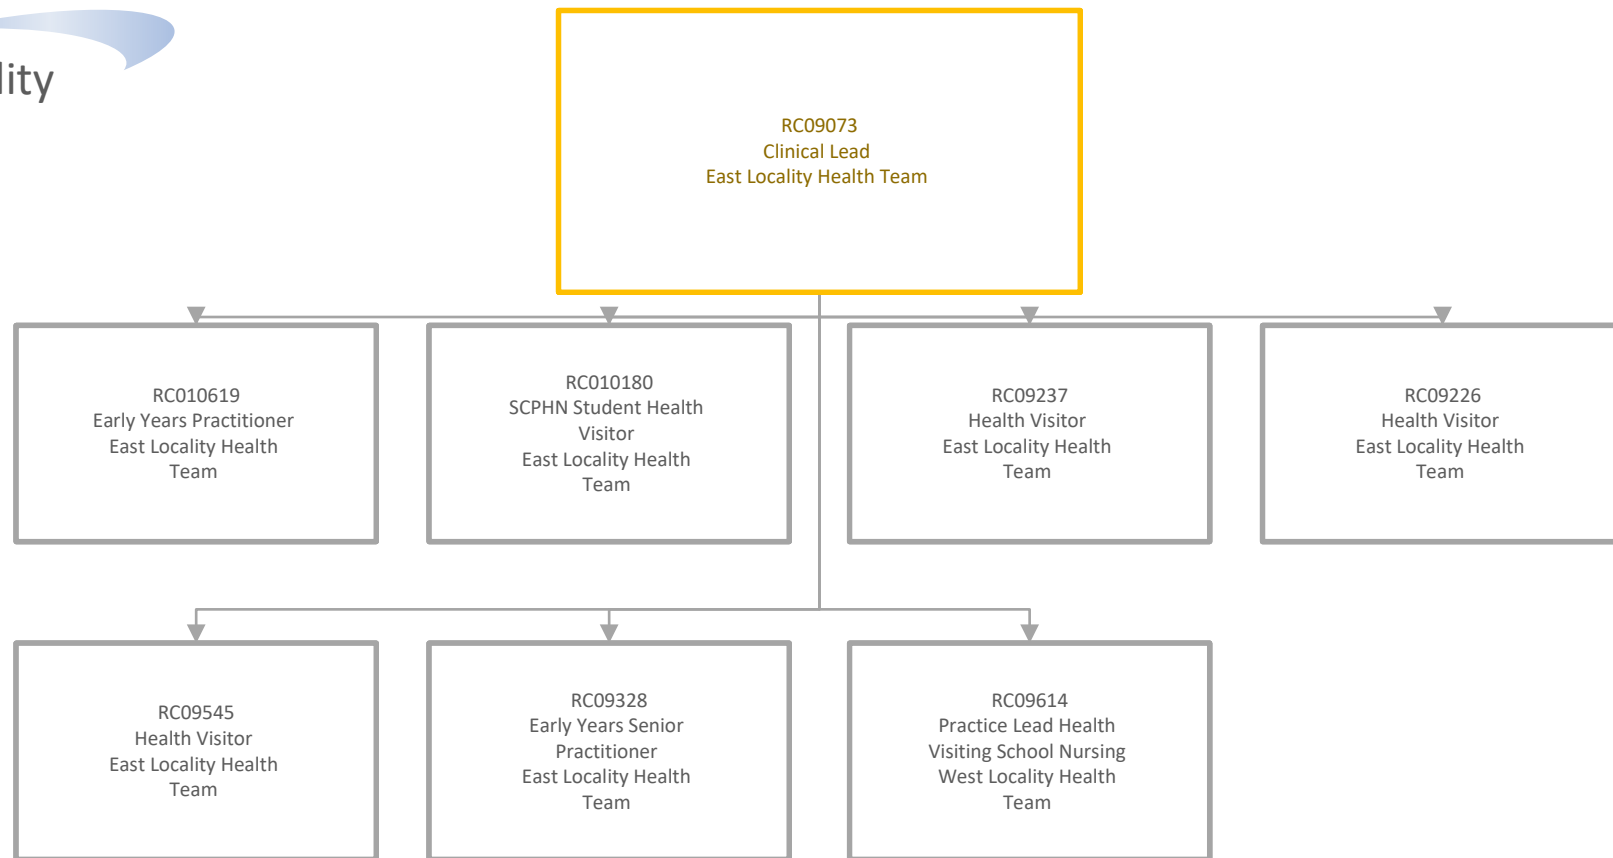 lity
RC09073
Clinical Lead
East Locality Health Team
RC010619
Early Years Practitioner
East Locality Health
Team
RC010180
SCPHN Student Health
Visitor
East Locality Health
Team
RC09237
Health Visitor
East Locality Health
Team
RC09226
Health Visitor
East Locality Health
Team
RC09545
Health Visitor
East Locality Health
Team
RC09328
Early Years Senior
Practitioner
East Locality Health
Team
RC09614
Practice Lead Health
Visiting School Nursing
West Locality Health
Team